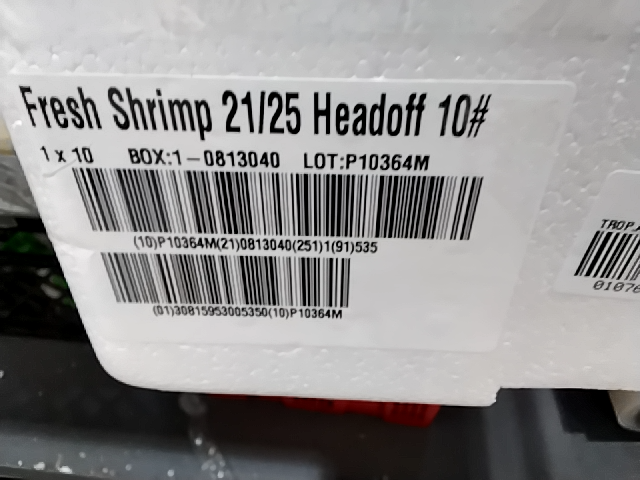 Fresh Shrimp 21/25 Headoff 10#
1 x 10 BOX:1-0813040 LOT:P10364M
(10)P10364M(21)0813040(251)1(91)535
(01)30815953005350(10)P10364M